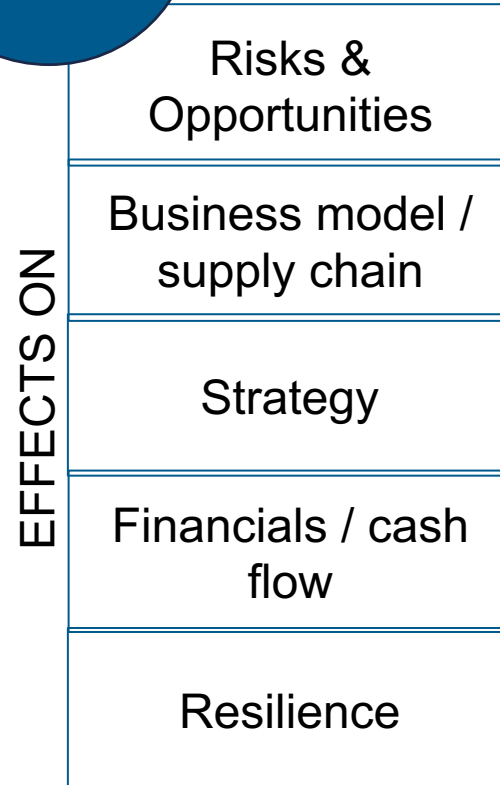 EFFECTS ON
Risks &
Opportunities
Business model /
supply chain
Strategy
Financials / cash
flow
Resilience